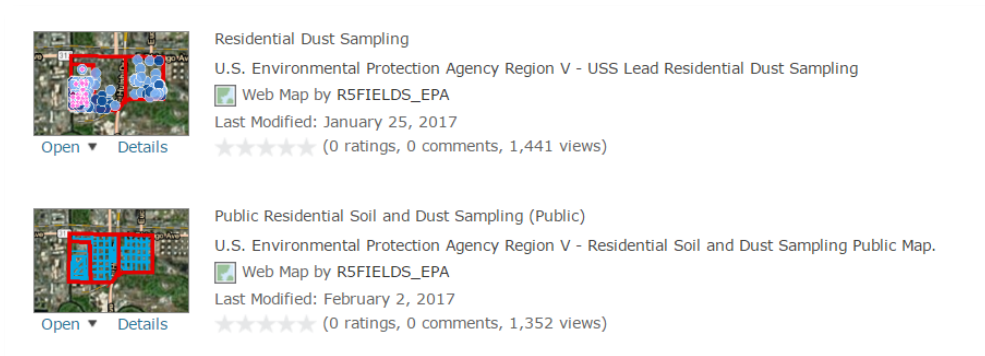 Residential Dust Sampling
U.S. Environmental Protection Agency Region V - USS Lead Residential Dust Sampling
Web Map by R5FIELDS_EPA
Last Modified: January 25, 2017
Open ▼ Details
(0 ratings, 0 comments, 1,441 views)
Public Residential Soil and Dust Sampling (Public)
U.S. Environmental Protection Agency Region V - Residential Soil and Dust Sampling Public Map.
Web Map by R5FIELDS_EPA
Last Modified: February 2, 2017
Open ▼ Details
(0 ratings, 0 comments, 1,352 views)